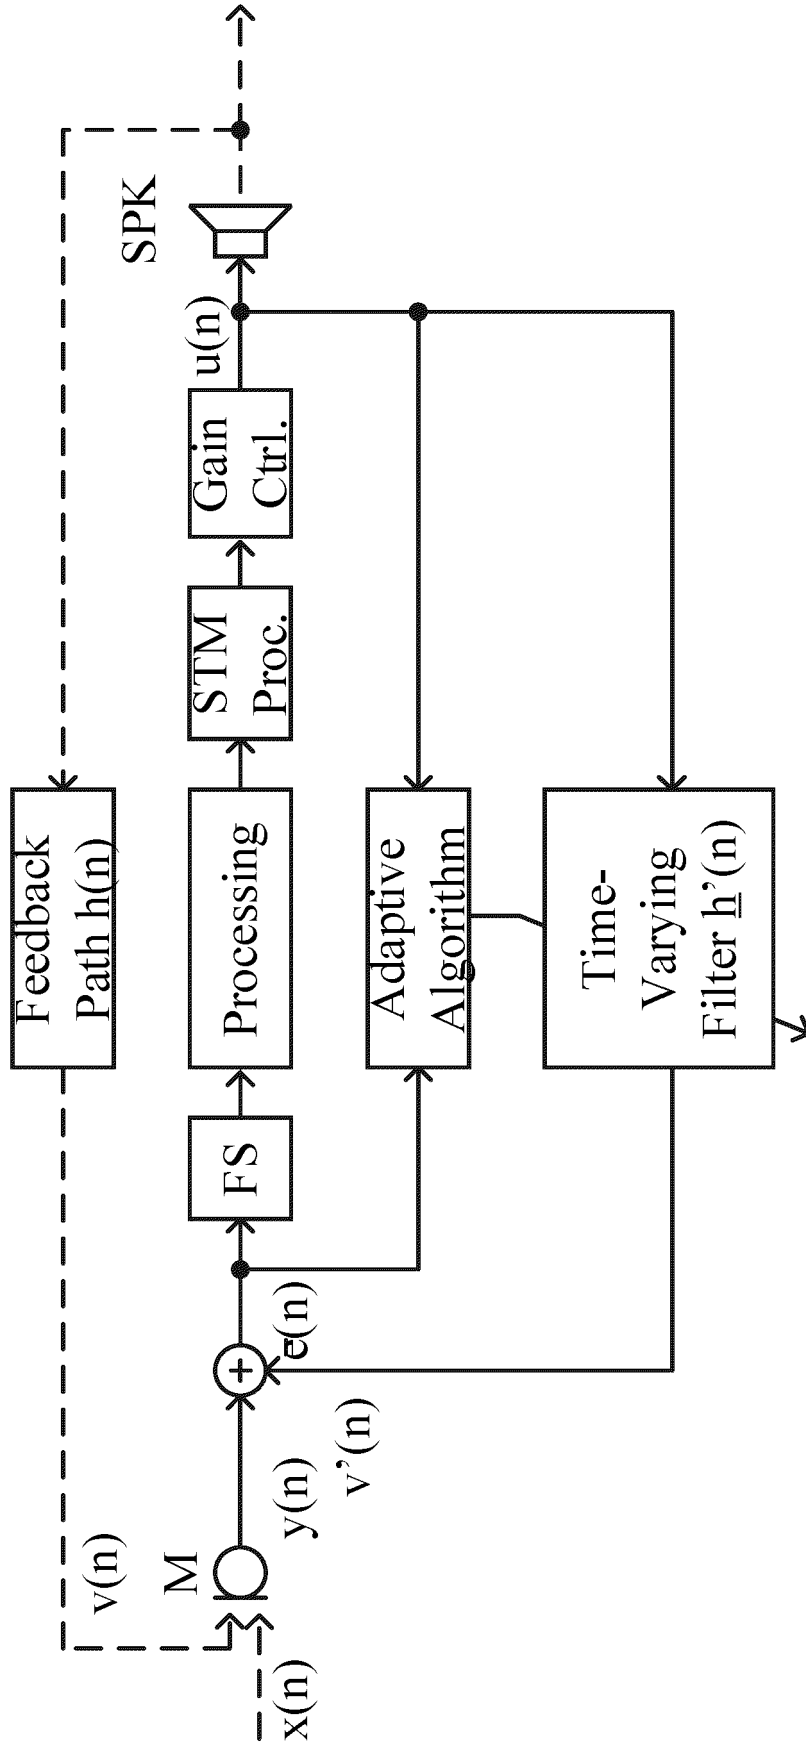 Feedback
Path h(n)
v(n)
x(n)
M
y(n)
v'(n)
+
e(n)
-
FS
Processing
STM
Proc.
Gain
Ctrl.
u(n)
SPK
Adaptive
Algorithm
Time-
Varying
Filter h'(n)